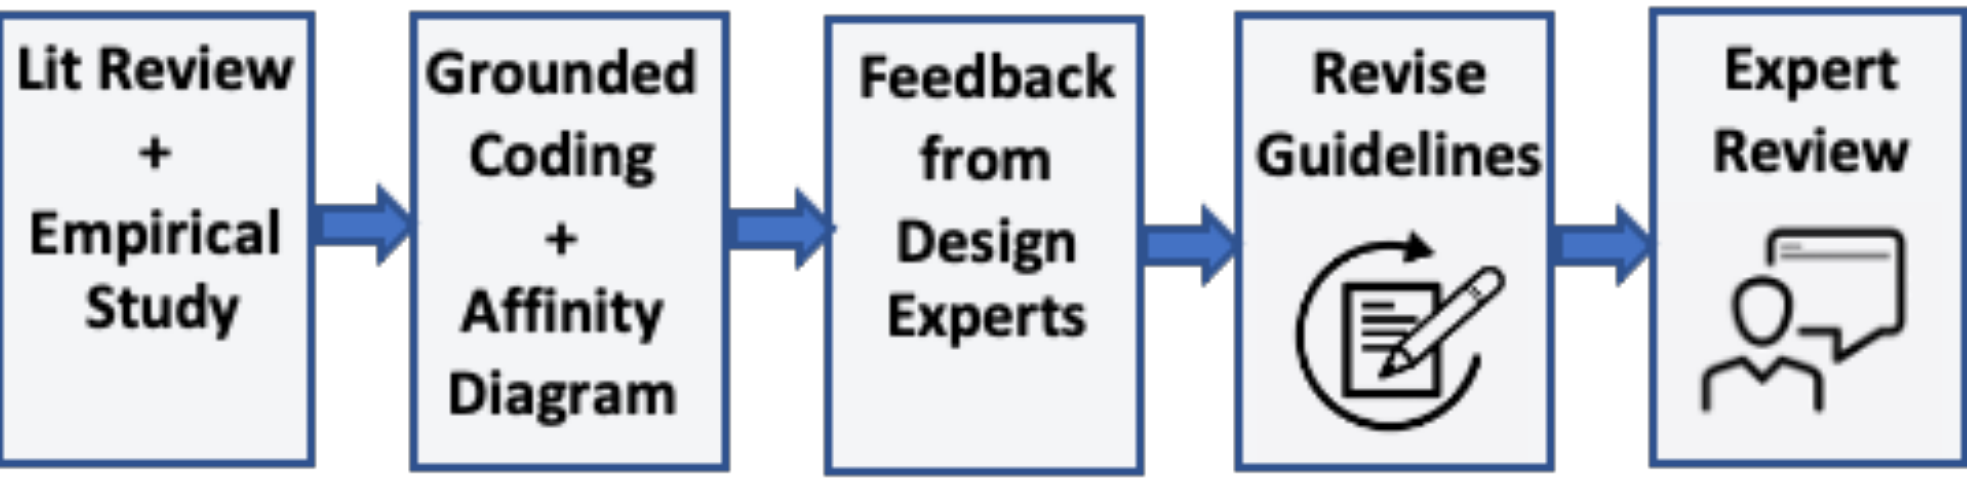 Lit Review
+
Empirical
Study
Grounded
Coding
+
Affinity
Diagram
Feedback
from
Design
Experts
Revise
Guidelines
Expert
Review